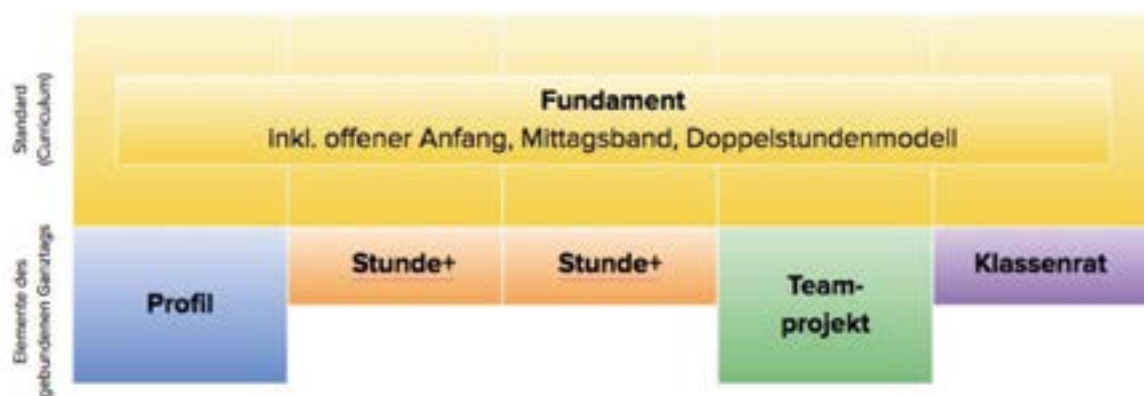 Standard
(Curriculum)
Fundament
inkl. offener Anfang, Mittagsband, Doppelstundenmodell
Elemente des
gebundenen Ganztags
Profil
Stunde+
Stunde+
Team-
projekt
Klassenrat